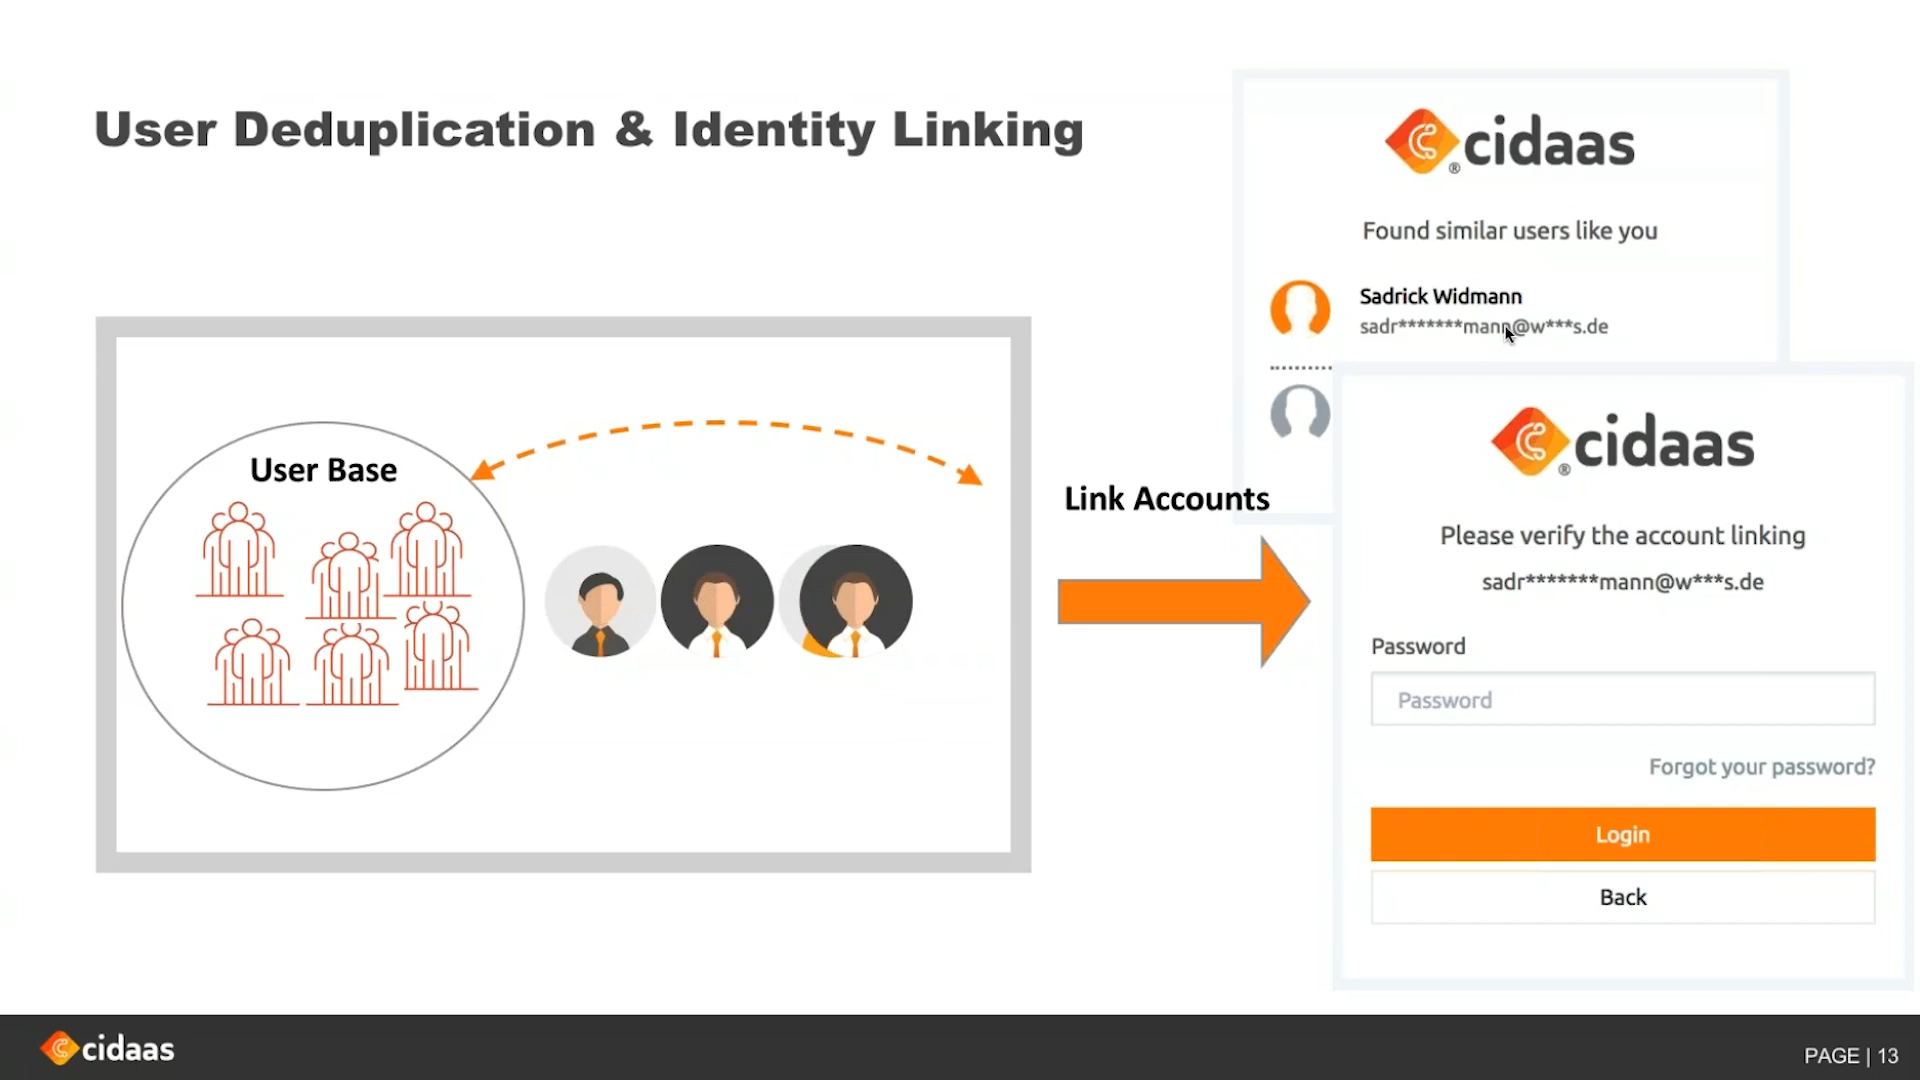 User Deduplication & Identity Linking
cidaas®
Found similar users like you
Sadrick Widmann
sadr*******mann@w***s.de
User Base
Link Accounts
cidaas®
Please verify the account linking
sadr*******mann@w***s.de
Password
Password
Forgot your password?
Login
Back
cidaas
PAGE | 13